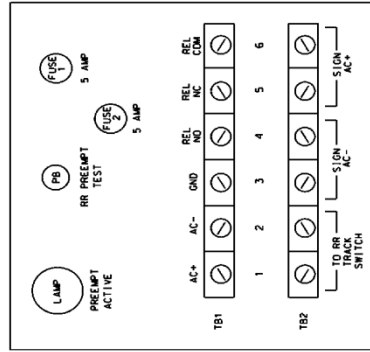 FUSE
1
5 AMP
FUSE
2
5 AMP
PB
RR PREEMPT
TEST
LAMP
PREEMPT
ACTIVE
AC+
AC-
GND
REL
NO
REL
NC
REL
COM
TB1
1
2
3
4
5
6
TB2
TO RR
TRACK
SWITCH
SIGN
AC-
SIGN
AC+